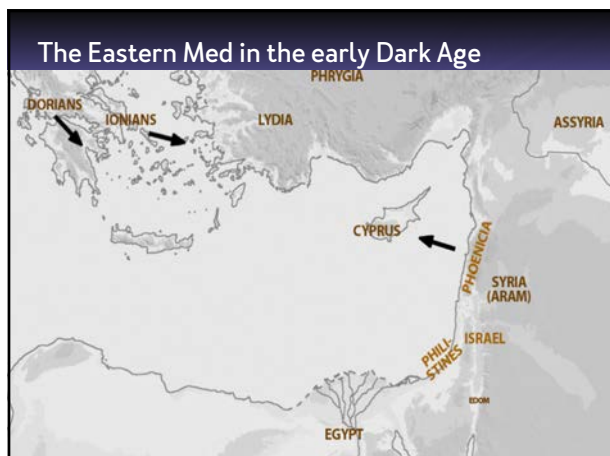 The Eastern Med in the early Dark Age
PHRYGIA
DORIANS
IONIANS
LYDIA
ASSYRIA
CYPRUS
PHOENICIA
SYRIA
(ARAM)
ISRAEL
PHILI-
STINES
EDOM
EGYPT